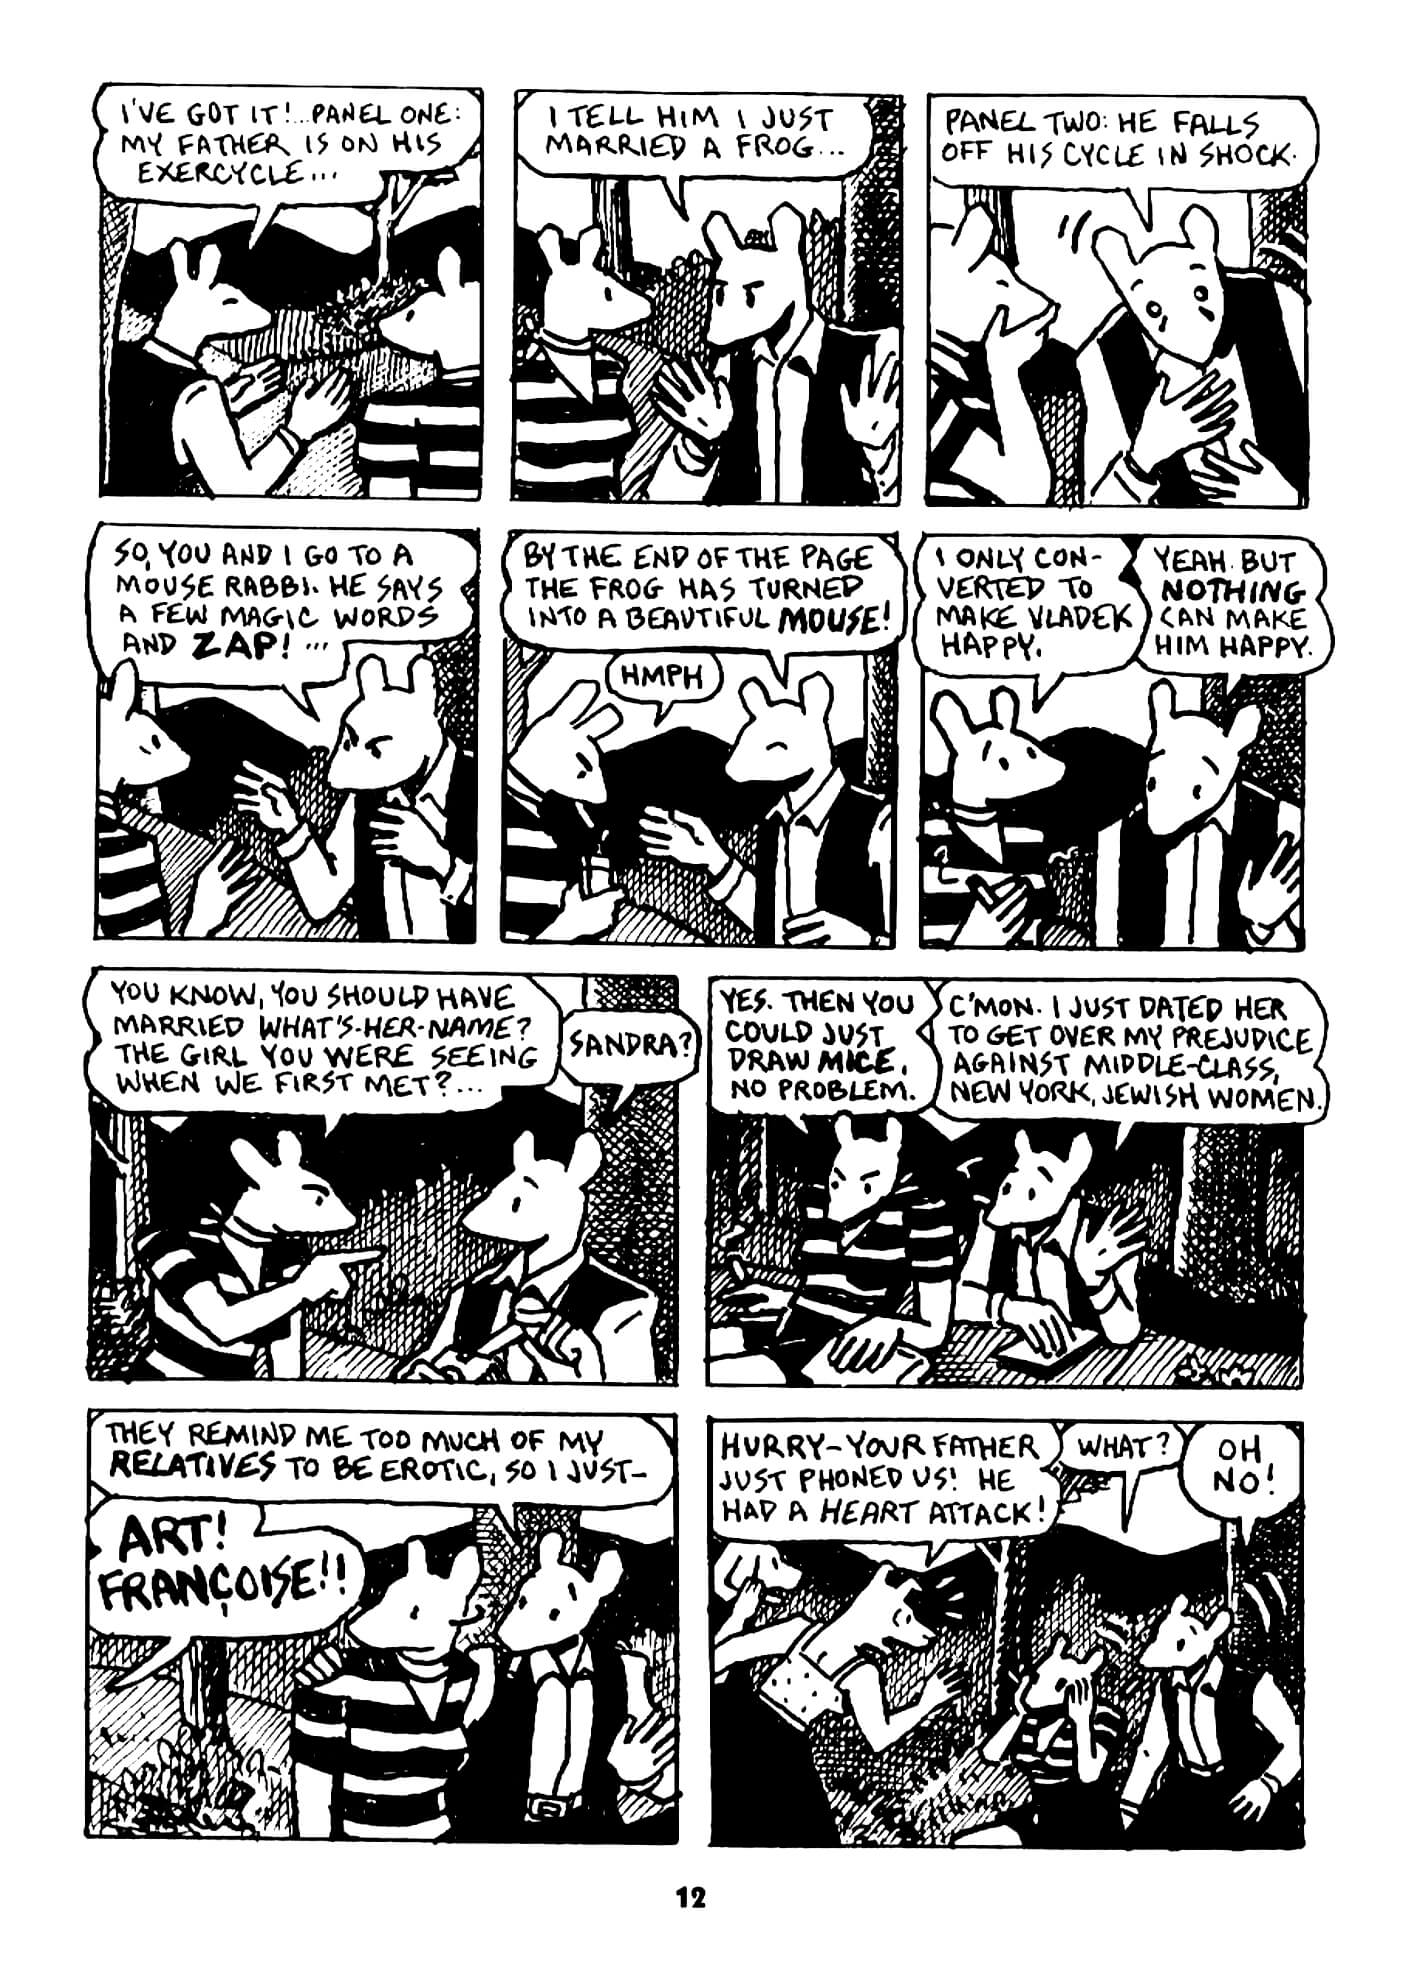 I'VE GOT IT!...PANEL ONE:
MY FATHER IS ON HIS
EXERCYCLE...
I TELL HIM I JUST
MARRIED A FROG...
PANEL TWO: HE FALLS
OFF HIS CYCLE IN SHOCK.
SO, YOU AND I GO TO A
MOUSE RABBI. HE SAYS
A FEW MAGIC WORDS
AND ZAP! ...
BY THE END OF THE PAGE
THE FROG HAS TURNED
INTO A BEAUTIFUL MOUSE!
HMPH
I ONLY CON-
VERTED TO
MAKE VLADEK
HAPPY.
YEAH. BUT
NOTHING
CAN MAKE
HIM HAPPY.
YOU KNOW, YOU SHOULD HAVE
MARRIED WHAT'S-HER-NAME?
THE GIRL YOU WERE SEEING
WHEN WE FIRST MET?...
SANDRA?
YES. THEN YOU
COULD JUST
DRAW MICE.
NO PROBLEM.
C'MON. I JUST DATED HER
TO GET OVER MY PREJUDICE
AGAINST MIDDLE-CLASS,
NEW YORK, JEWISH WOMEN.
THEY REMIND ME TOO MUCH OF MY
RELATIVES TO BE EROTIC, SO I JUST-
ART!
FRANÇOISE!!
HURRY-YOUR FATHER
JUST PHONED US! HE
HAD A HEART ATTACK!
WHAT?
OH
NO!
12